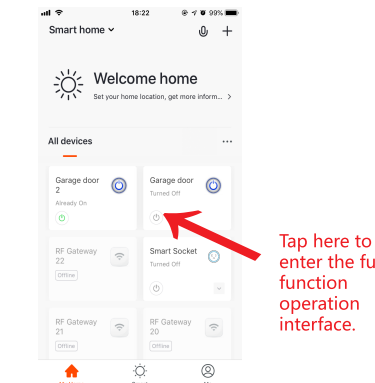 18:22
99%
Smart home
Welcome home
Set your home location, get more inform...
All devices
Garage door
2
Already On
Garage door
Turned Off
RF Gateway
22
Offline
Smart Socket
Turned Off
RF Gateway
21
Offline
RF Gateway
20
Offline
Tap here to
enter the fu
function
operation
interface.